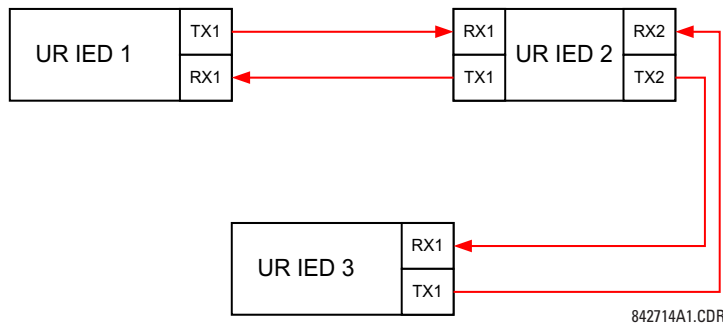 UR IED 1
TX1
RX1
RX1
TX1
UR IED 2
RX2
TX2
UR IED 3
RX1
TX1
842714A1.CDR